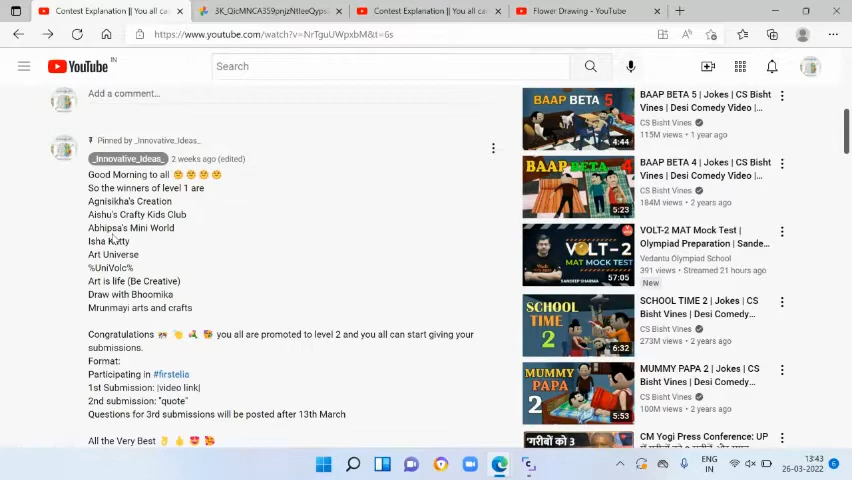 Contest Explanation || You all ca
3K_QicMNCA359pnjzNtleeQyps
Contest Explanation || You all ca
Flower Drawing - YouTube
https://www.youtube.com/watch?v=NrTguUWpxbM&t=6s
YouTube IN
Search
Add a comment...
Pinned by _Innovative_Ideas_
_Innovative_Ideas_ 2 weeks ago (edited)
Good Morning to all
So the winners of level 1 are
Agnisikha's Creation
Aishu's Crafty Kids Club
Abhipsa's Mini World
Isha Kutty
Art Universe
%UniVolc%
Art is life (Be Creative)
Draw with Bhoomika
Mrunmayi arts and crafts
Congratulations you all are promoted to level 2 and you all can start giving your
submissions.
Format:
Participating in #firstelia
1st Submission: |video link|
2nd submission: "quote"
Questions for 3rd submissions will be posted after 13th March
All the Very Best
BAAP BETA 5
4:44
BAAP BETA 5 | Jokes | CS Bisht
Vines | Desi Comedy Video |
CS Bisht Vines
115M views • 1 year ago
BAAP BETA 4
5:23
BAAP BETA 4 | Jokes | CS Bisht
Vines | Desi Comedy Video |
CS Bisht Vines
184M views • 2 years ago
VOLT-2
MAT MOCK TEST
57:05
VOLT-2 MAT Mock Test |
Olympiad Preparation | Sande...
Vedantu Olympiad School
391 views • Streamed 21 hours ago
New
SCHOOL
TIME
2
6:32
SCHOOL TIME 2 | Jokes | CS
Bisht Vines | Desi Comedy...
CS Bisht Vines
273M views • 2 years ago
MUMMY
PAPA
2
5:53
MUMMY PAPA 2 | Jokes | CS
Bisht Vines | Desi Comedy...
CS Bisht Vines
100M views • 2 years ago
'गरीबों को 3
CM Yogi Press Conference: UP
ENG
IN
13:43
26-03-2022
6